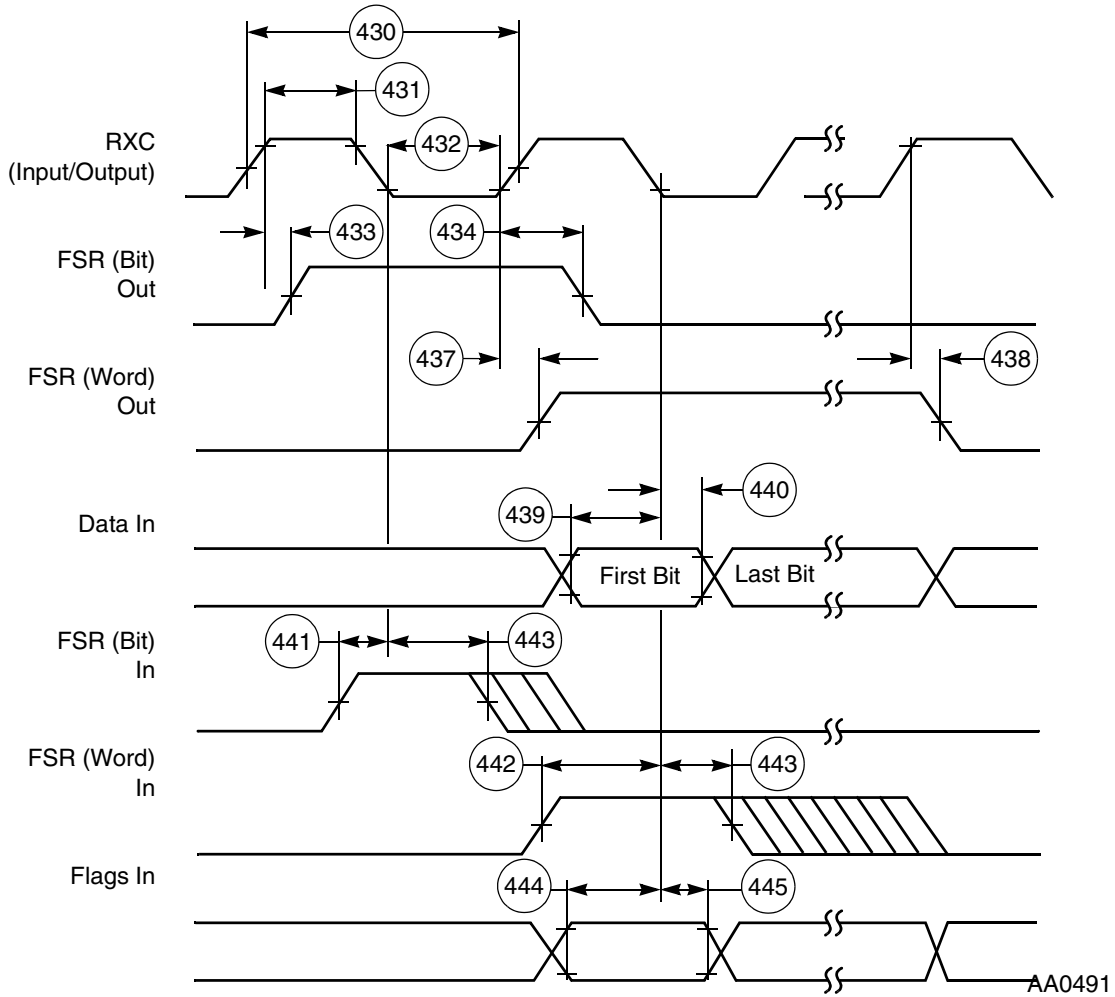 430
431
RXC
(Input/Output)
432
433
434
FSR (Bit)
Out
437
438
FSR (Word)
Out
440
439
Data In
First Bit
Last Bit
441
443
FSR (Bit)
In
442
443
FSR (Word)
In
444
445
Flags In
AA0491